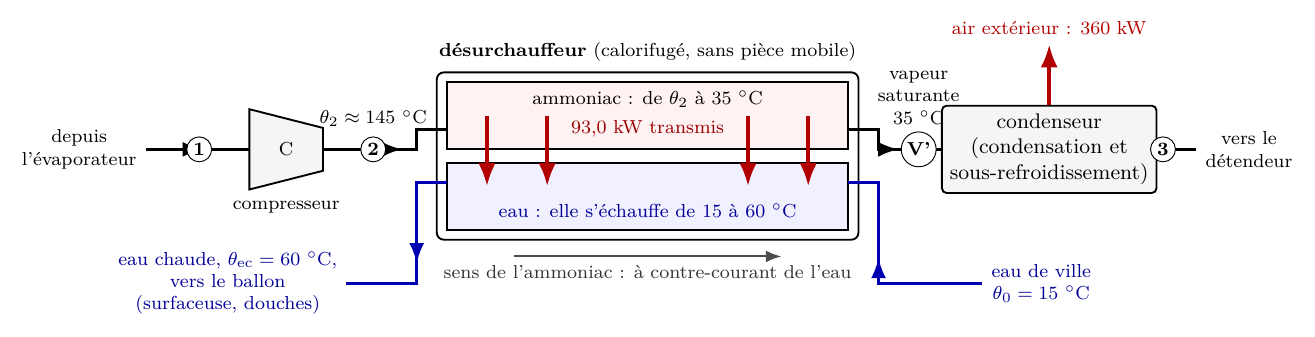 air extérieur : 360 kW
désurchauffeur (calorifugé, sans pièce mobile)
vapeur
saturante
35 °C
θ2 ≈ 145 °C
ammoniac : de θ2 à 35 °C
93,0 kW transmis
depuis
l'évaporateur
1
C
2
V'
condenseur
(condensation et
sous-refroidissement)
3
vers le
détendeur
compresseur
eau : elle s'échauffe de 15 à 60 °C
eau chaude, θec = 60 °C,
vers le ballon
(surfaceuse, douches)
sens de l'ammoniac : à contre-courant de l'eau
eau de ville
θ0 = 15 °C